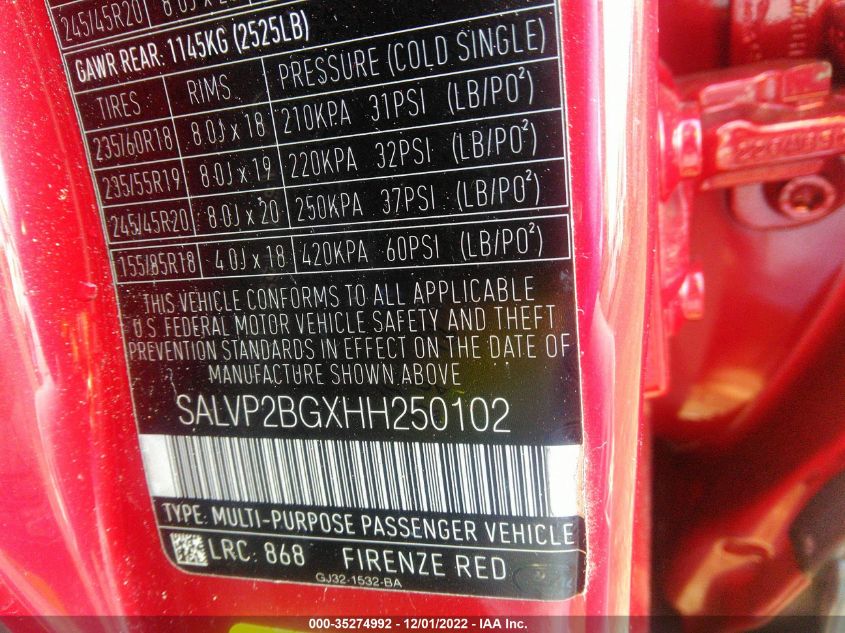 245/45R20 8.0J x 20
GAWR REAR: 1145KG (2525LB)
TIRES RIMS PRESSURE (COLD SINGLE)
235/60R18 8.0J x 18 210KPA 31PSI (LB/PO²)
235/55R19 8.0J x 19 220KPA 32PSI (LB/PO²)
245/45R20 8.0J x 20 250KPA 37PSI (LB/PO²)
155/85R18 4.0J x 18 420KPA 60PSI (LB/PO²)
THIS VEHICLE CONFORMS TO ALL APPLICABLE
U.S. FEDERAL MOTOR VEHICLE SAFETY AND THEFT
PREVENTION STANDARDS IN EFFECT ON THE DATE OF
MANUFACTURE SHOWN ABOVE
SALVP2BGXHH250102
TYPE: MULTI-PURPOSE PASSENGER VEHICLE
LRC: 868 FIRENZE RED
GJ32-1532-BA
000-35274992 - 12/01/2022 - IAA Inc.